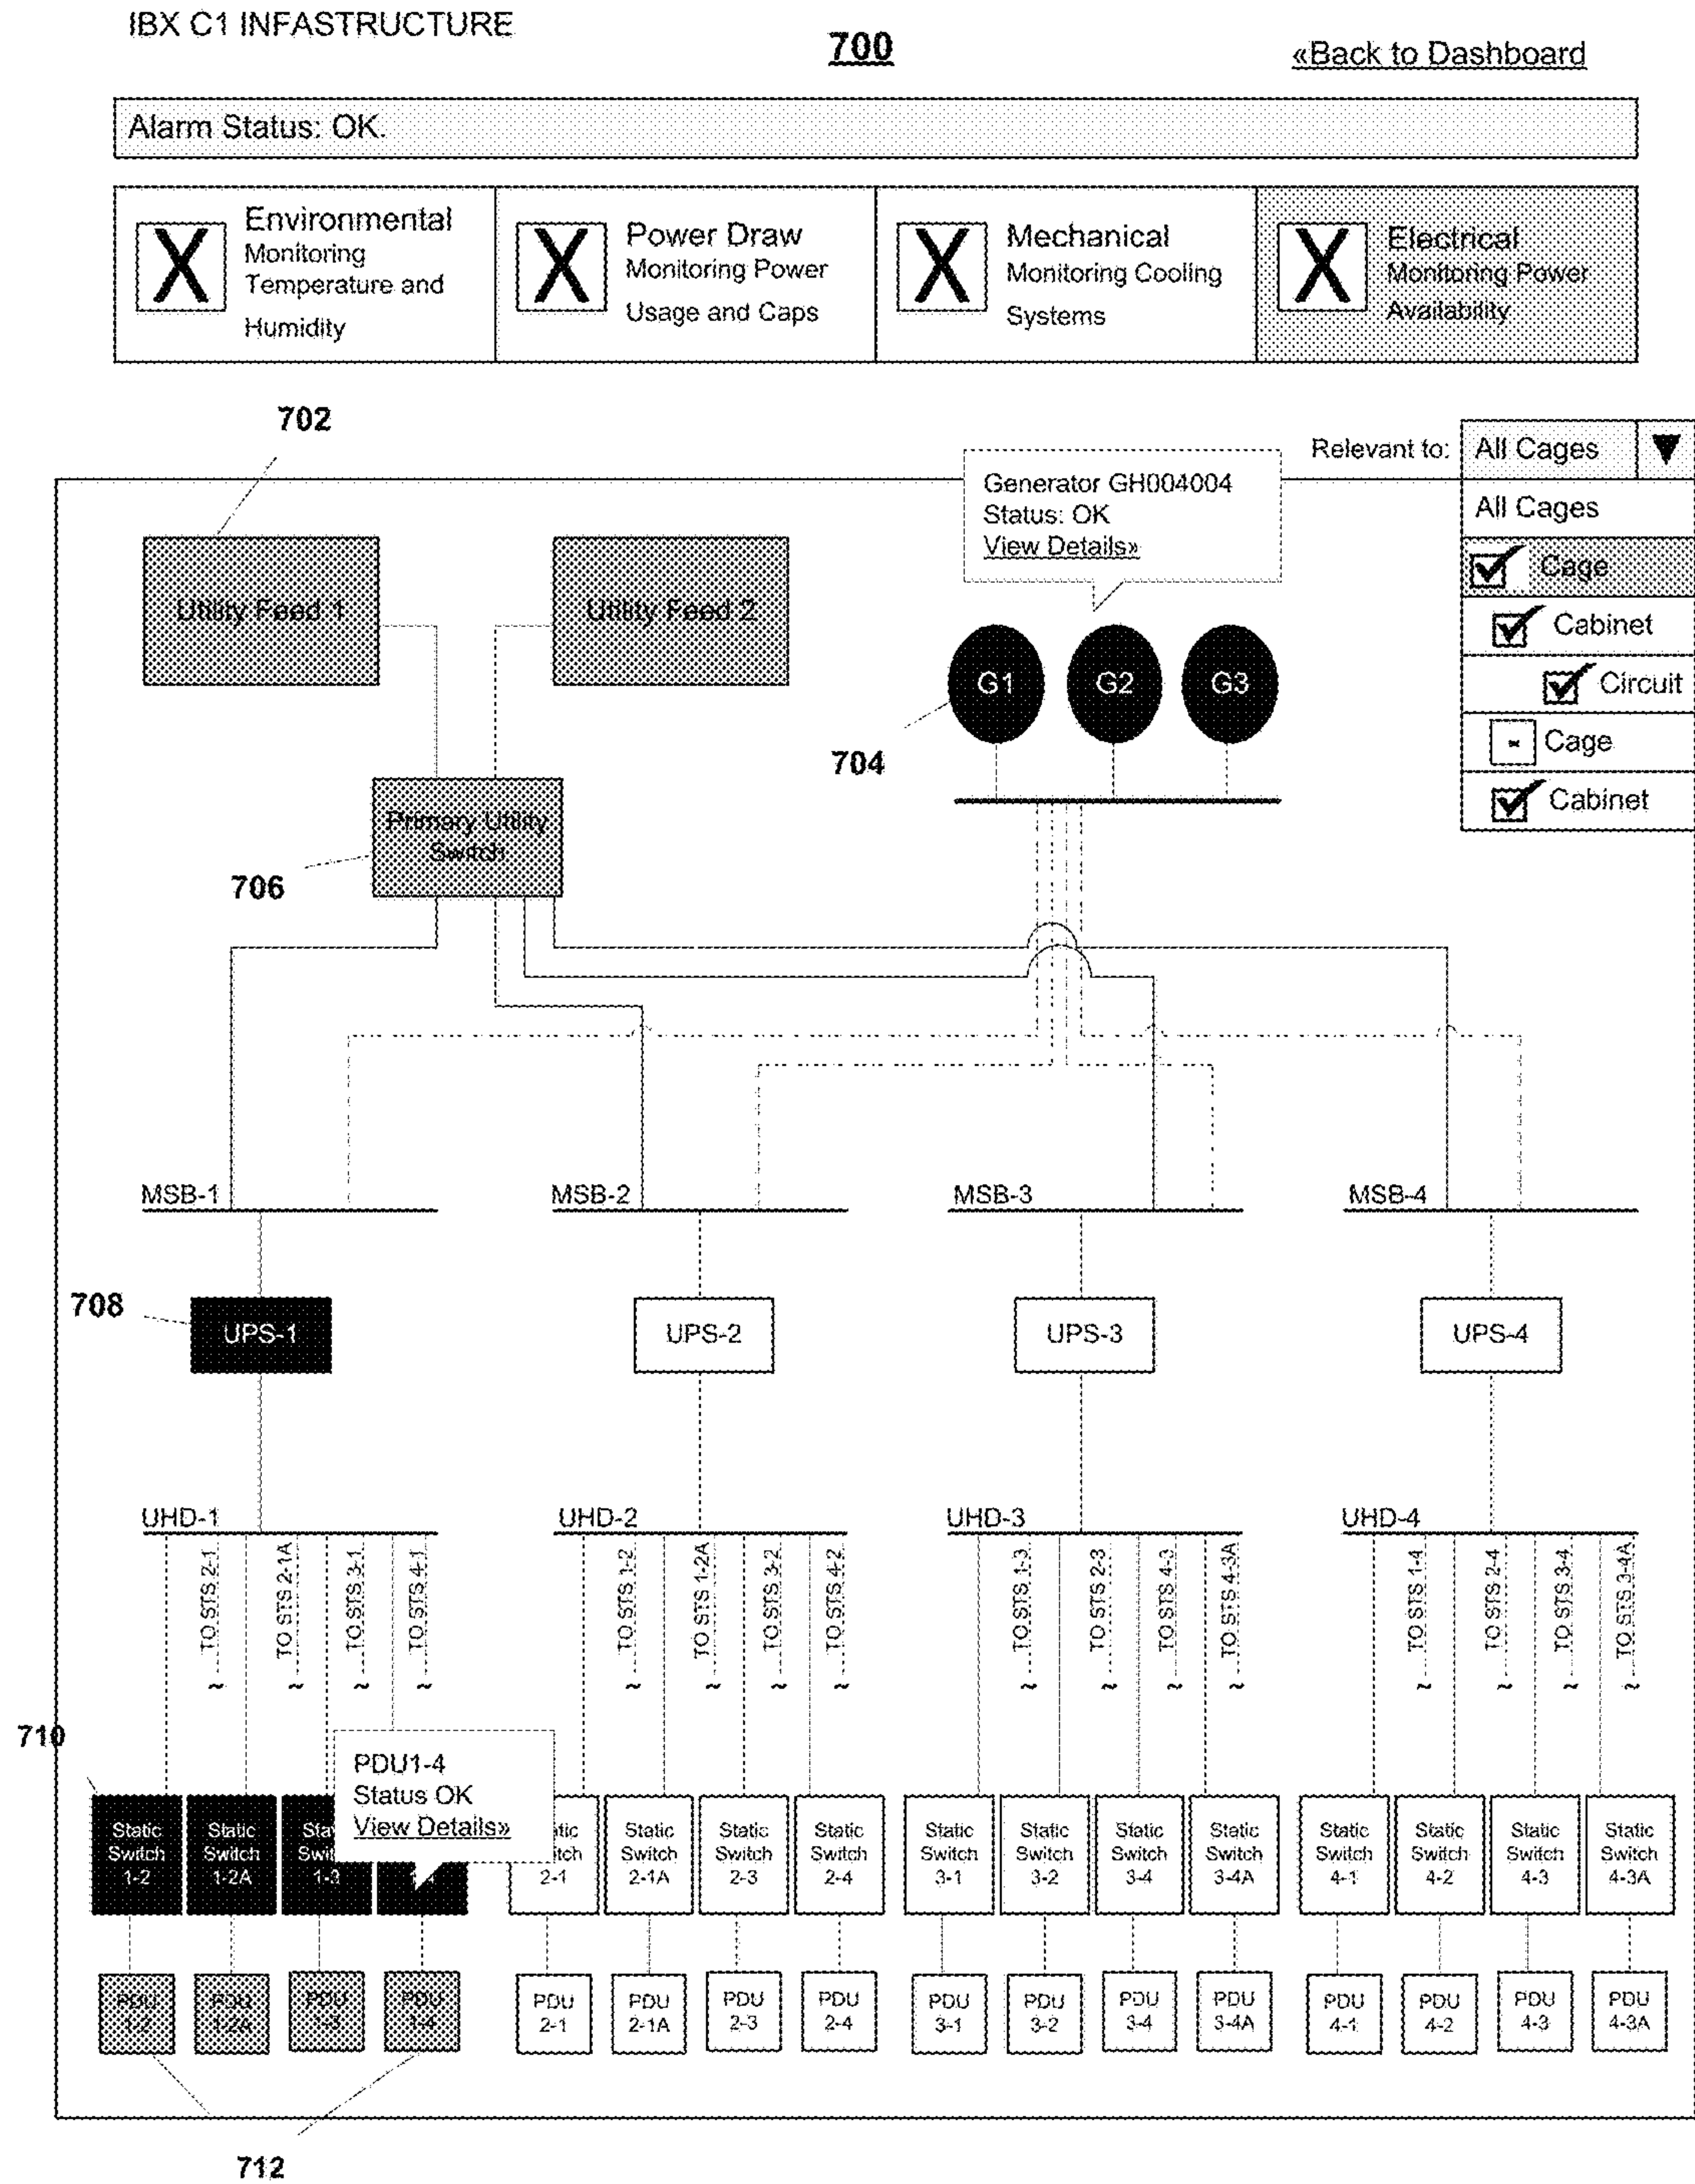 IBX C1 INFASTRUCTURE
700
«Back to Dashboard
Alarm Status: OK.
X
Environmental
Monitoring
Temperature and
Humidity
X
Power Draw
Monitoring Power
Usage and Caps
X
Mechanical
Monitoring Cooling
Systems
X
Electrical
Monitoring Power
Availability
702
Relevant to:
All Cages
All Cages
Cage
Cabinet
Circuit
Cage
Cabinet
Generator GH004004
Status: OK
View Details»
Utility Feed 1
Utility Feed 2
G1
G2
G3
704
Primary Utility
Switch
706
MSB-1
MSB-2
MSB-3
MSB-4
708
UPS-1
UPS-2
UPS-3
UPS-4
UHD-1
UHD-2
UHD-3
UHD-4
TO STS 2-1
TO STS 2-1A
TO STS 3-1
TO STS 4-1
TO STS 1-2
TO STS 1-2A
TO STS 3-2
TO STS 4-2
TO STS 1-3
TO STS 2-3
TO STS 4-3
TO STS 4-3A
TO STS 1-4
TO STS 2-4
TO STS 3-4
TO STS 3-4A
710
PDU1-4
Status OK
View Details»
Static
Switch
1-2
Static
Switch
1-2A
1-3
2-1
Static
Switch
2-1A
Static
Switch
2-3
Static
Switch
2-4
Static
Switch
3-1
Static
Switch
3-2
Static
Switch
3-4
Static
Switch
3-4A
Static
Switch
4-1
Static
Switch
4-2
Static
Switch
4-3
Static
Switch
4-3A
PDU
1-2
PDU
1-2A
PDU
1-3
PDU
1-4
PDU
2-1
PDU
2-1A
PDU
2-3
PDU
2-4
PDU
3-1
PDU
3-2
PDU
3-4
PDU
3-4A
PDU
4-1
PDU
4-2
PDU
4-3
PDU
4-3A
712